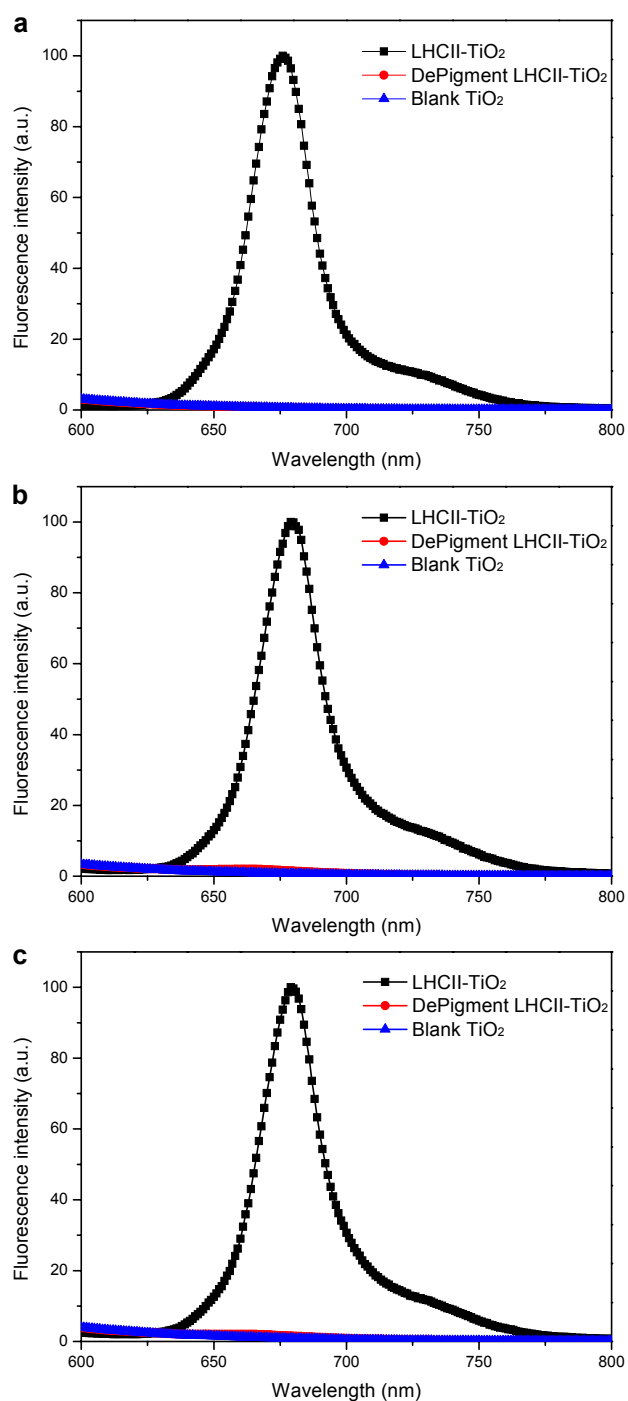 a
LHCII-TiO₂
DePigment LHCII-TiO₂
Blank TiO₂
Fluorescence intensity (a.u.)
100
80
60
40
20
0
600 650 700 750 800
Wavelength (nm)
b
LHCII-TiO₂
DePigment LHCII-TiO₂
Blank TiO₂
Fluorescence intensity (a.u.)
100
80
60
40
20
0
600 650 700 750 800
Wavelength (nm)
c
LHCII-TiO₂
DePigment LHCII-TiO₂
Blank TiO₂
Fluorescence intensity (a.u.)
100
80
60
40
20
0
600 650 700 750 800
Wavelength (nm)